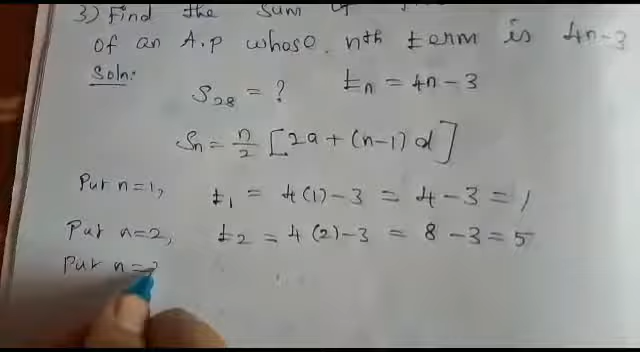 3) Find the sum of
of an A.P whose nth term is 4n-3
Soln:
S28 = ? tn = 4n - 3
Sn = n/2 [2a + (n-1) d]
Put n=1, t1 = 4(1)-3 = 4-3 = 1
Put n=2, t2 = 4(2)-3 = 8-3 = 5
Put n=